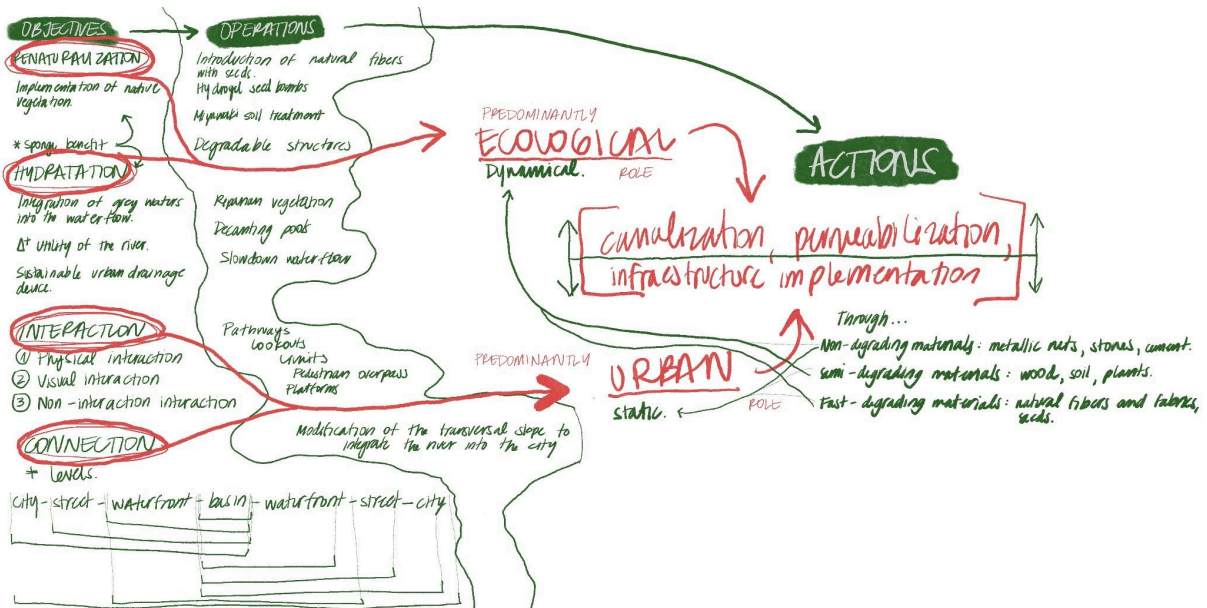 OBJECTIVES
RENATURALIZATION
Implementation of native
vegetation.
* sponge benefit
HYDRATATION
Integration of grey waters
into the water flow.
Δ+ Utility of the river.
Sustainable urban drainage
device.
INTERACTION
① Physical interaction
② Visual interaction
③ Non-interaction interaction
CONNECTION
+ levels.
city - street - waterfront - basin - waterfront - street - city
OPERATIONS
Introduction of natural fibers
with seeds.
Hydrogel seed bombs
Miyawaki soil treatment
Degradable structures
Riparian vegetation
Decanting pools
Slowdown water flow
Pathways
Lookouts
Pedestrian overpass
Platforms
Modification of the transversal slope to
integrate the river into the city
PREDOMINANTLY
ECOLOGICAL
Dynamical.
ROLE
PREDOMINANTLY
URBAN
static.
ROLE
ACTIONS
canalization, permeabilization,
infraestructure implementation
Through...
Non-degrading materials: metallic nets, stones, cement.
Semi-degrading materials: wood, soil, plants.
Fast-degrading materials: natural fibers and fabrics,
seeds.